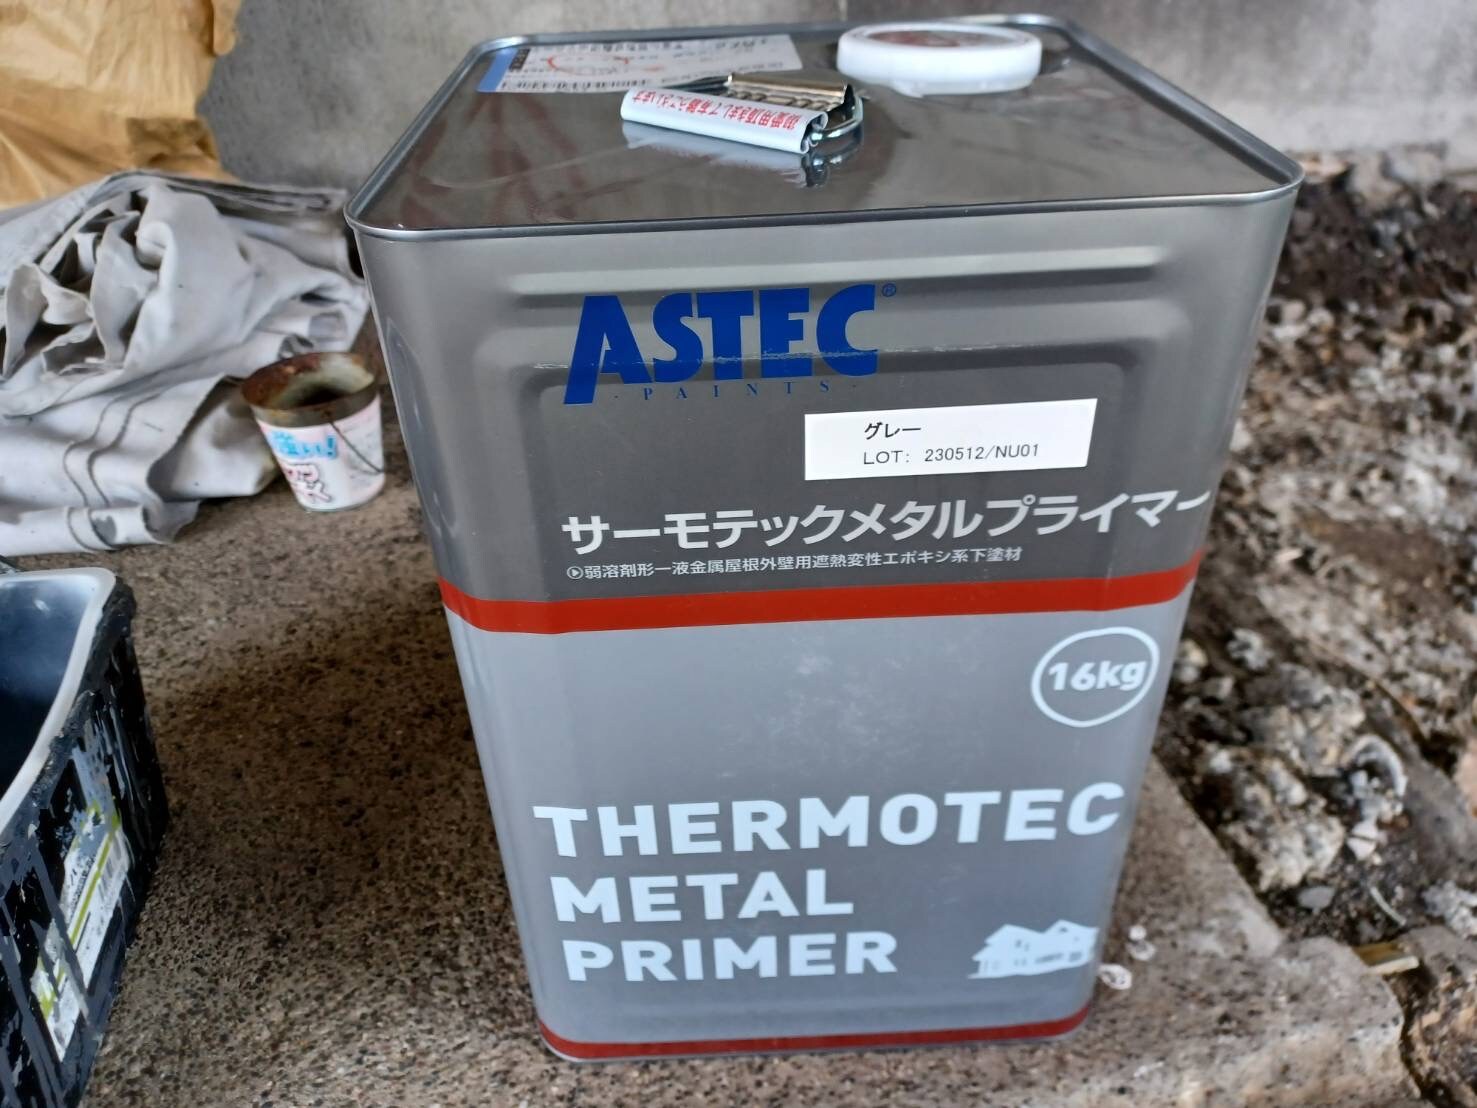 ASTEC®
PAINTS
グレー
LOT: 230512/NU01
サーモテックメタルプライマー
弱溶剤形一液金属屋根外壁用遮熱変性エポキシ系下塗材
16kg
THERMOTEC
METAL
PRIMER
強い!